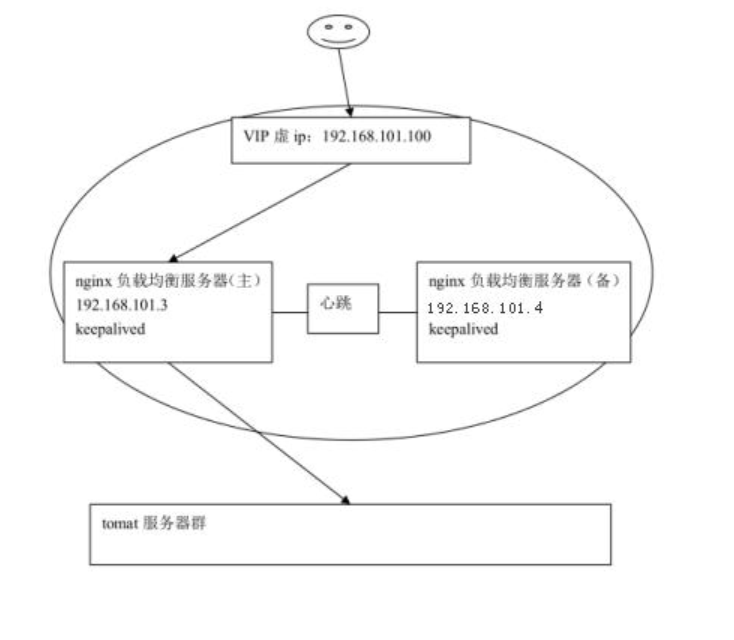 VIP 虚 ip：192.168.101.100
nginx 负载均衡服务器（主）
192.168.101.3
keepalived
心跳
nginx 负载均衡服务器（备）
192.168.101.4
keepalived
tomat 服务器群